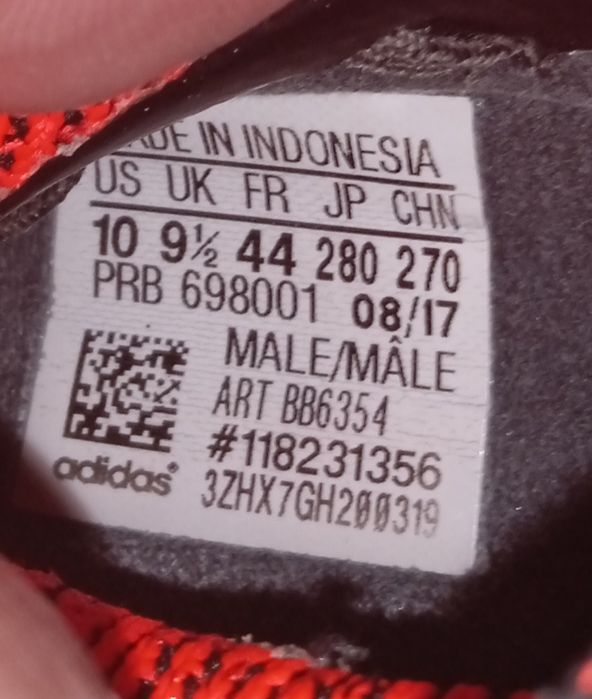 MADE IN INDONESIA
US UK FR JP CHN
10 9½ 44 280 270
PRB 698001 08/17
MALE/MÂLE
ART BB6354
#118231356
adidas® 3ZHX7GH200319